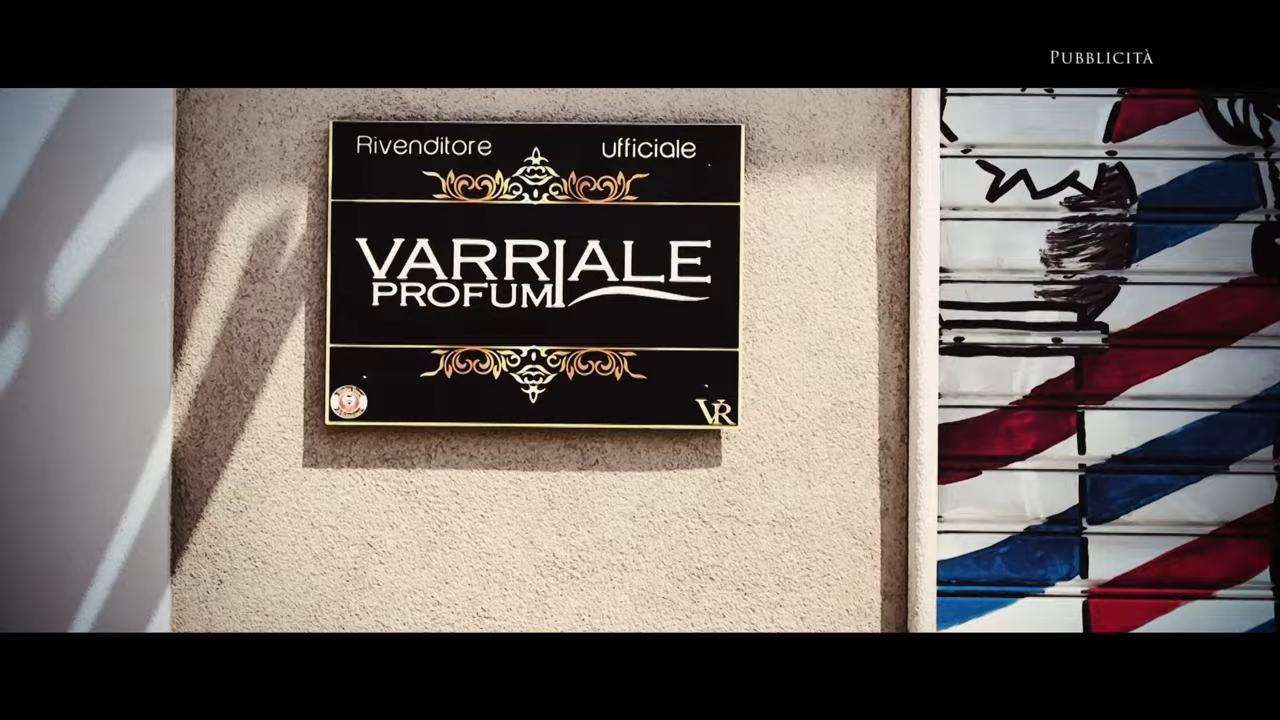 PUBBLICITÀ
Rivenditore ufficiale
VARRIALE
PROFUMI
VR